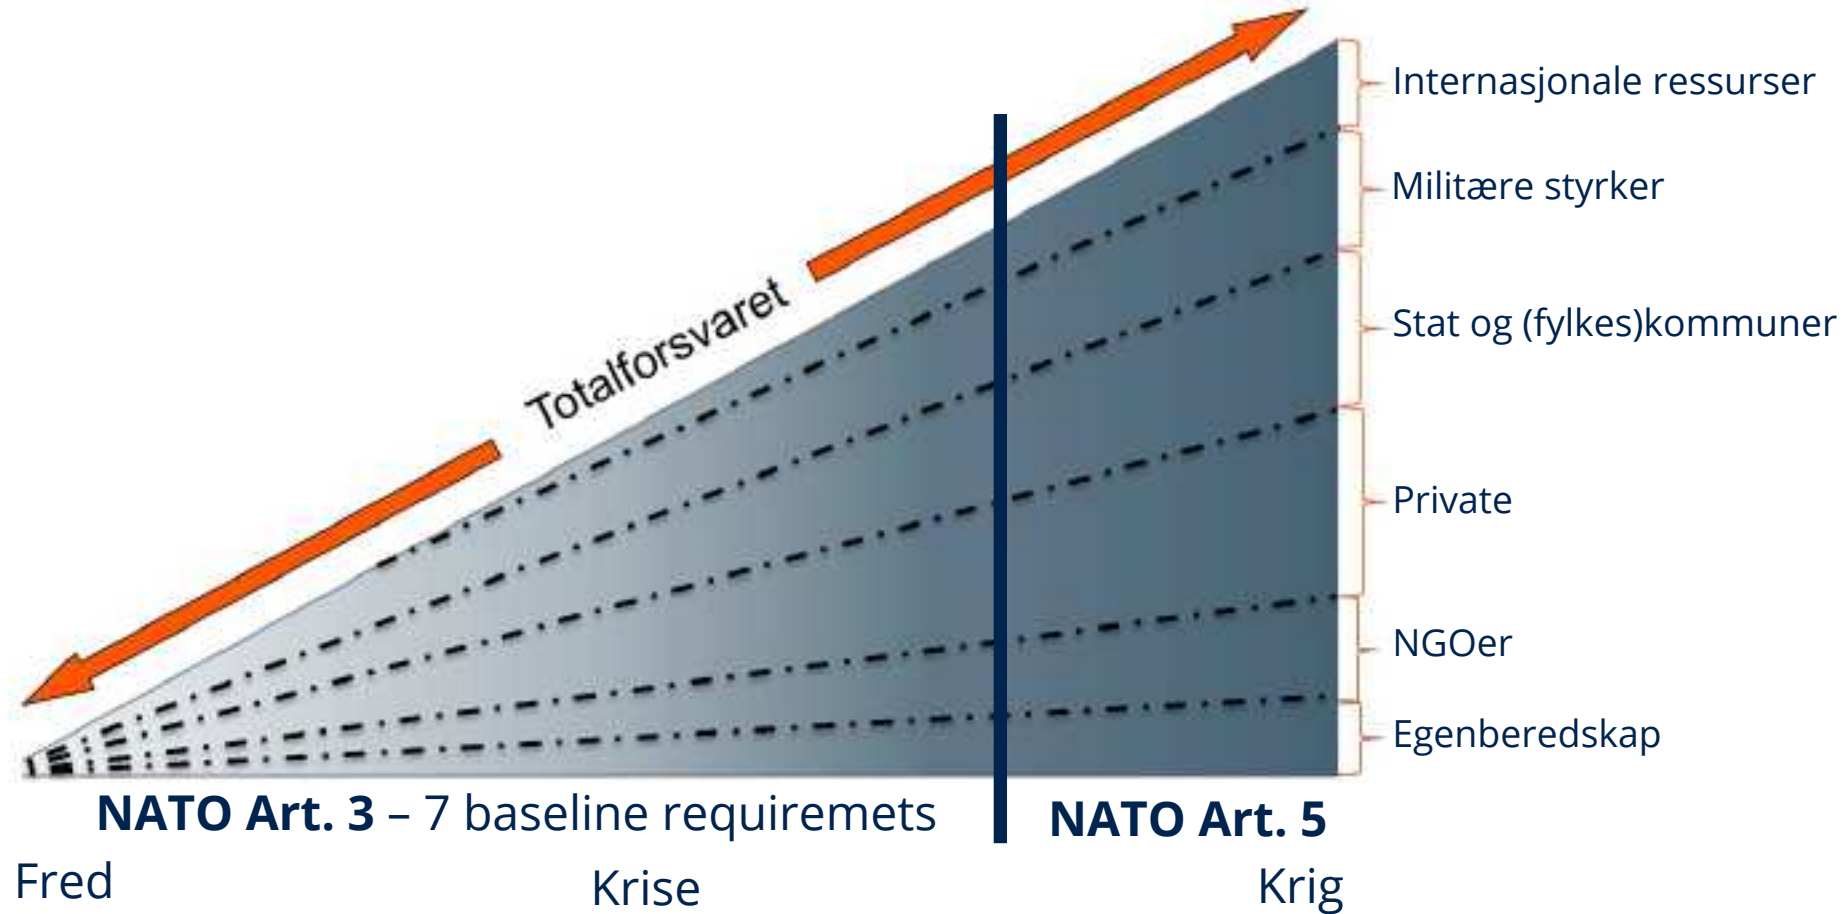 Internasjonale ressurser
Militære styrker
Stat og (fylkes)kommuner
Totalforsvaret
Private
NGOer
Egenberedskap
NATO Art. 3 – 7 baseline requiremets
NATO Art. 5
Fred
Krise
Krig